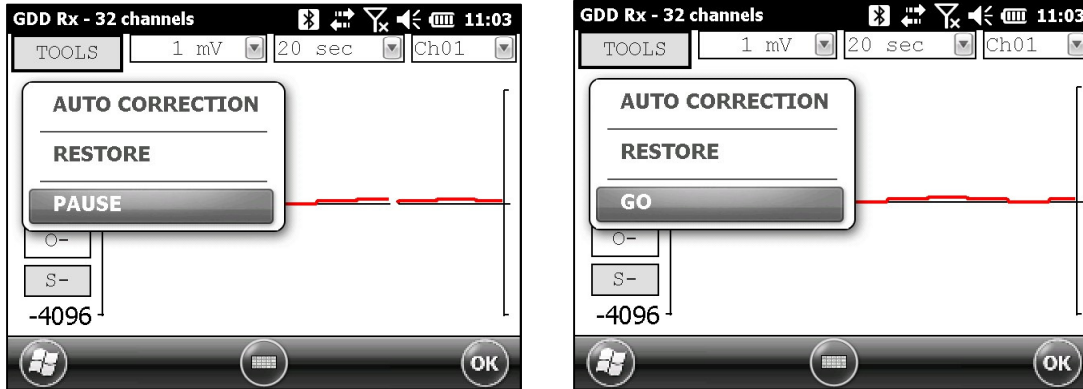 GDD Rx - 32 channels 11:03
TOOLS 1 mV 20 sec Ch01
AUTO CORRECTION
RESTORE
PAUSE
O-
S-
-4096
OK
GDD Rx - 32 channels 11:03
TOOLS 1 mV 20 sec Ch01
AUTO CORRECTION
RESTORE
GO
O-
S-
-4096
OK